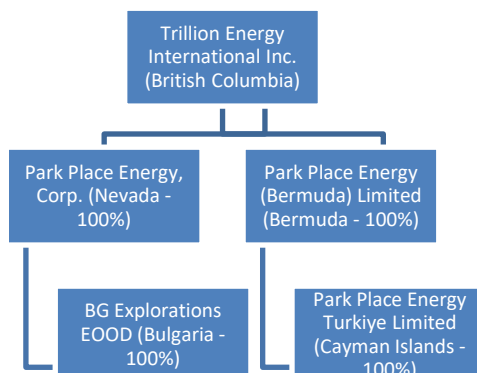 Trillion Energy
International Inc.
(British Columbia)
Park Place Energy,
Corp. (Nevada -
100%)
Park Place Energy
(Bermuda) Limited
(Bermuda - 100%)
BG Explorations
EOOD (Bulgaria -
100%)
Park Place Energy
Turkiye Limited
(Cayman Islands -
100%)